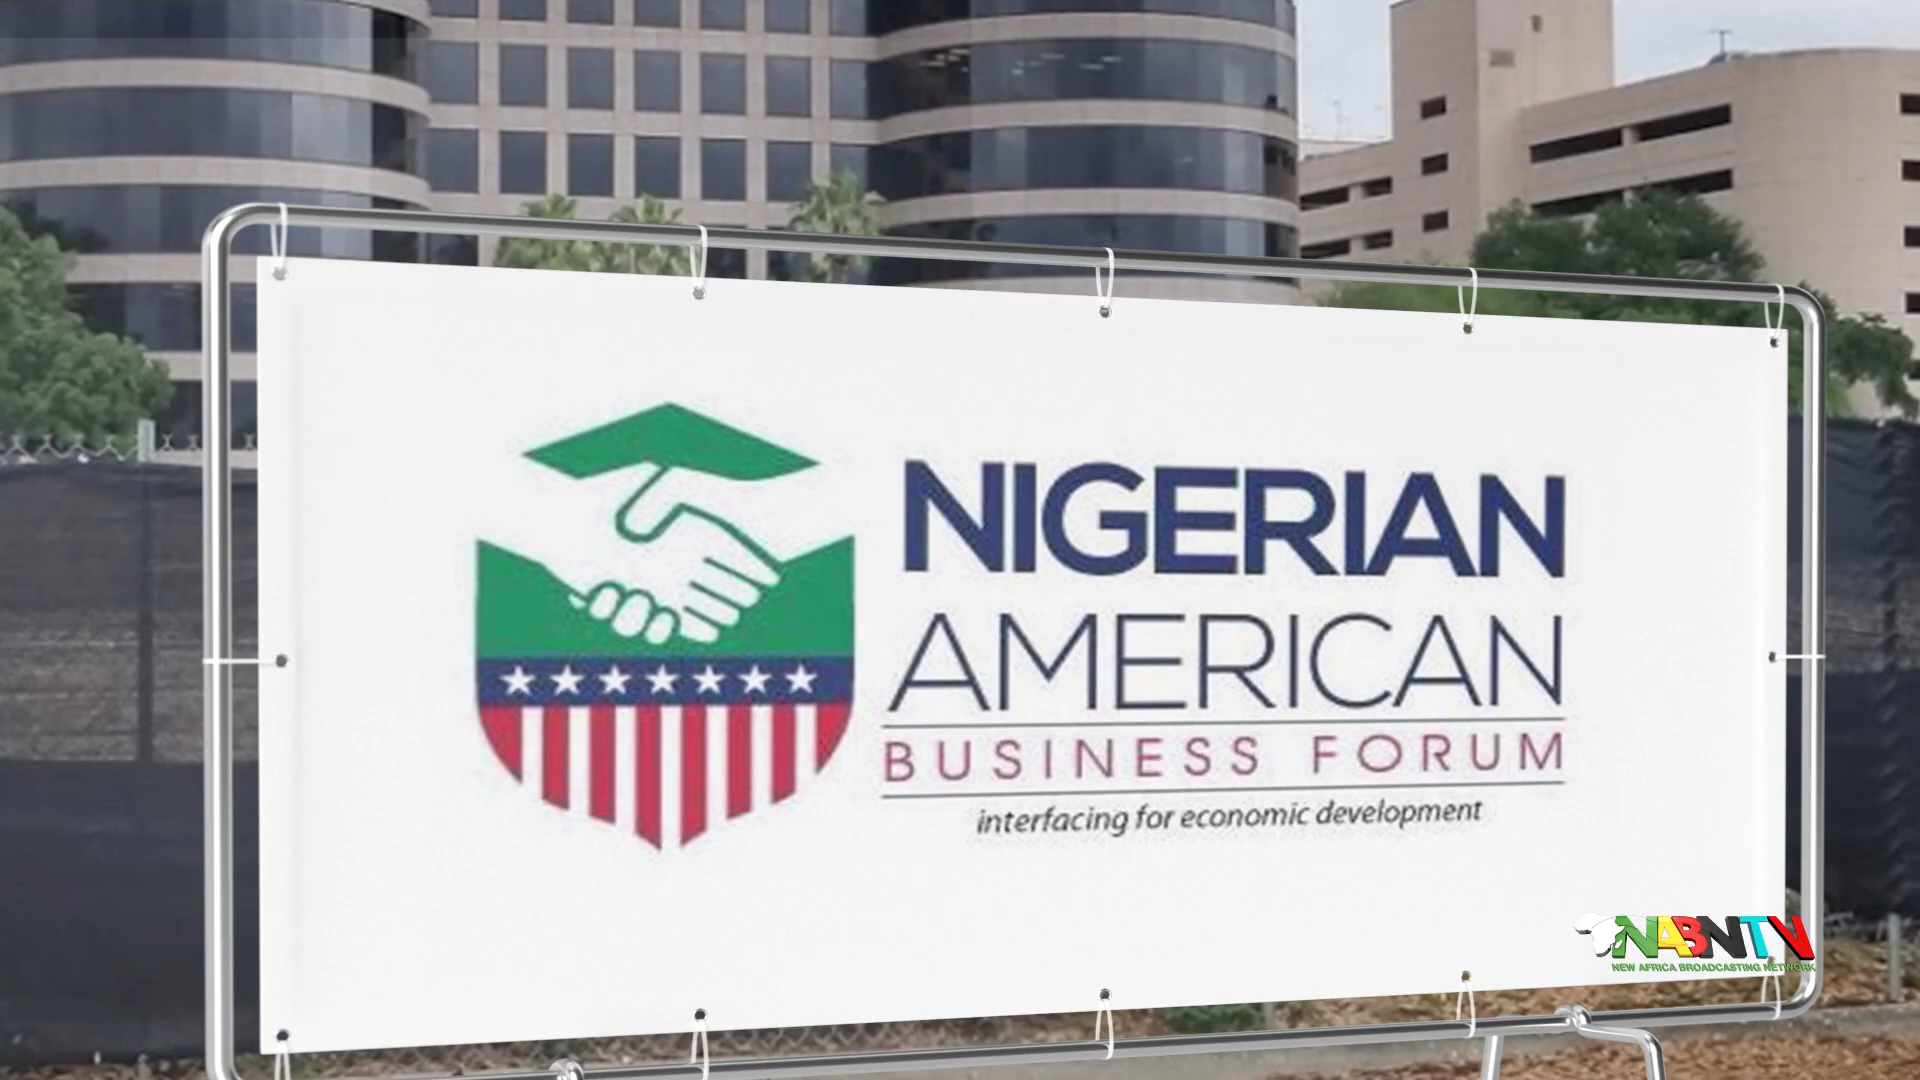 NIGERIAN
AMERICAN
BUSINESS FORUM
interfacing for economic development
NABNTV
NEW AFRICA BROADCASTING NETWORK